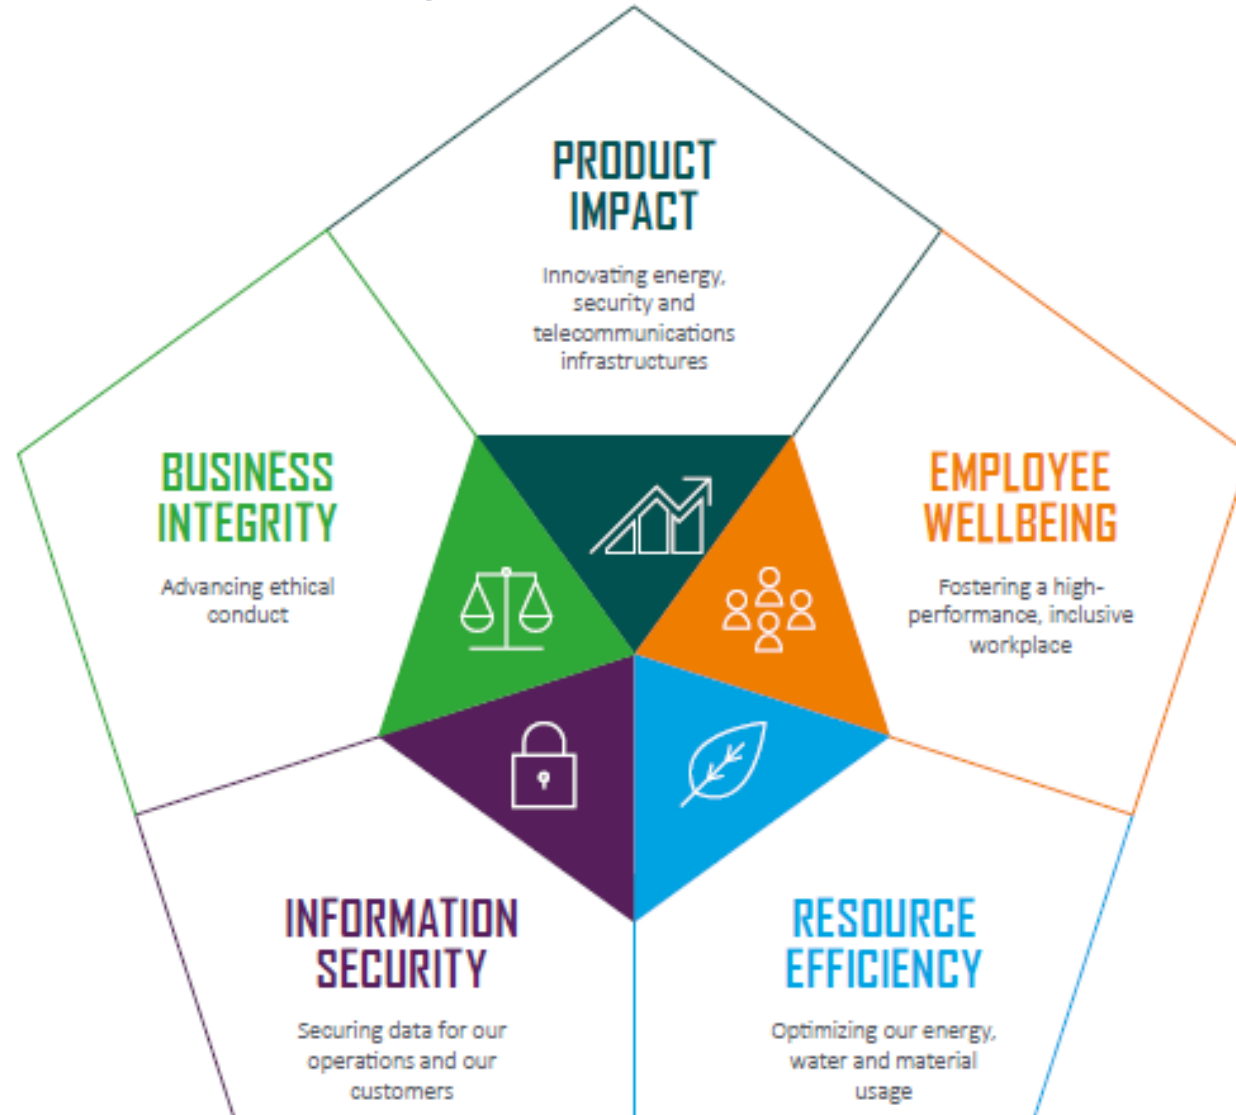 PRODUCT
IMPACT
Innovating energy,
security and
telecommunications
infrastructures
BUSINESS
INTEGRITY
Advancing ethical
conduct
EMPLOYEE
WELLBEING
Fostering a high-
performance, inclusive
workplace
INFORMATION
SECURITY
Securing data for our
operations and our
customers
RESOURCE
EFFICIENCY
Optimizing our energy,
water and material
usage